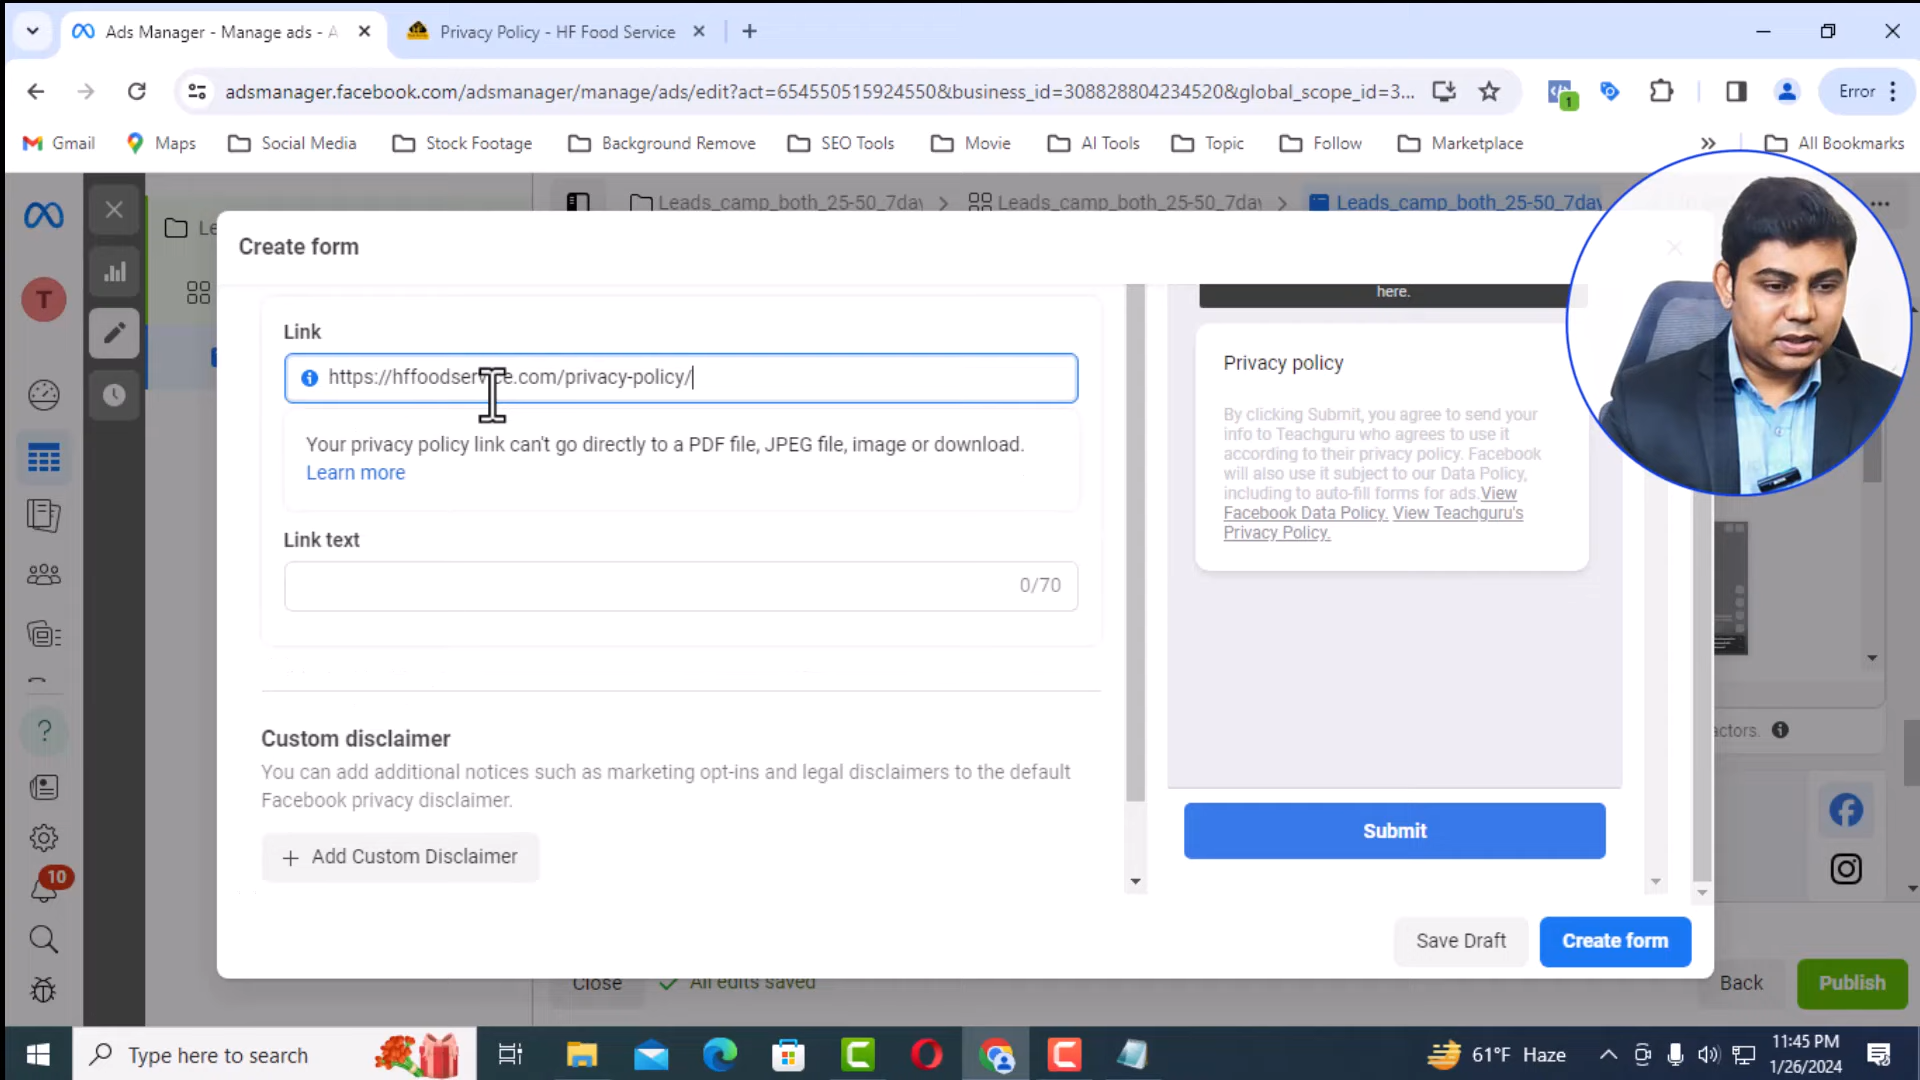 Ads Manager - Manage ads - A
Privacy Policy - HF Food Service
adsmanager.facebook.com/adsmanager/manage/ads/edit?act=654550515924550&business_id=308828804234520&global_scope_id=3...
1
Error
Gmail
Maps
Social Media
Stock Footage
Background Remove
SEO Tools
Movie
AI Tools
Topic
Follow
Marketplace
All Bookmarks
Le
Leads_camp_both_25-50_7day
Leads_camp_both_25-50_7day
Leads_camp_both_25-50_7day
Create form
T
here.
Link
https://hffoodservice.com/privacy-policy/
Your privacy policy link can't go directly to a PDF file, JPEG file, image or download.
Learn more
Link text
0/70
Privacy policy
By clicking Submit, you agree to send your
info to Teachguru who agrees to use it
according to their privacy policy. Facebook
will also use it subject to our Data Policy,
including to auto-fill forms for ads.View
Facebook Data Policy. View Teachguru's
Privacy Policy.
Custom disclaimer
You can add additional notices such as marketing opt-ins and legal disclaimers to the default
Facebook privacy disclaimer.
+ Add Custom Disclaimer
Submit
actors.
10
Save Draft
Create form
Close
All edits saved
Back
Publish
Type here to search
61°F Haze
11:45 PM
1/26/2024